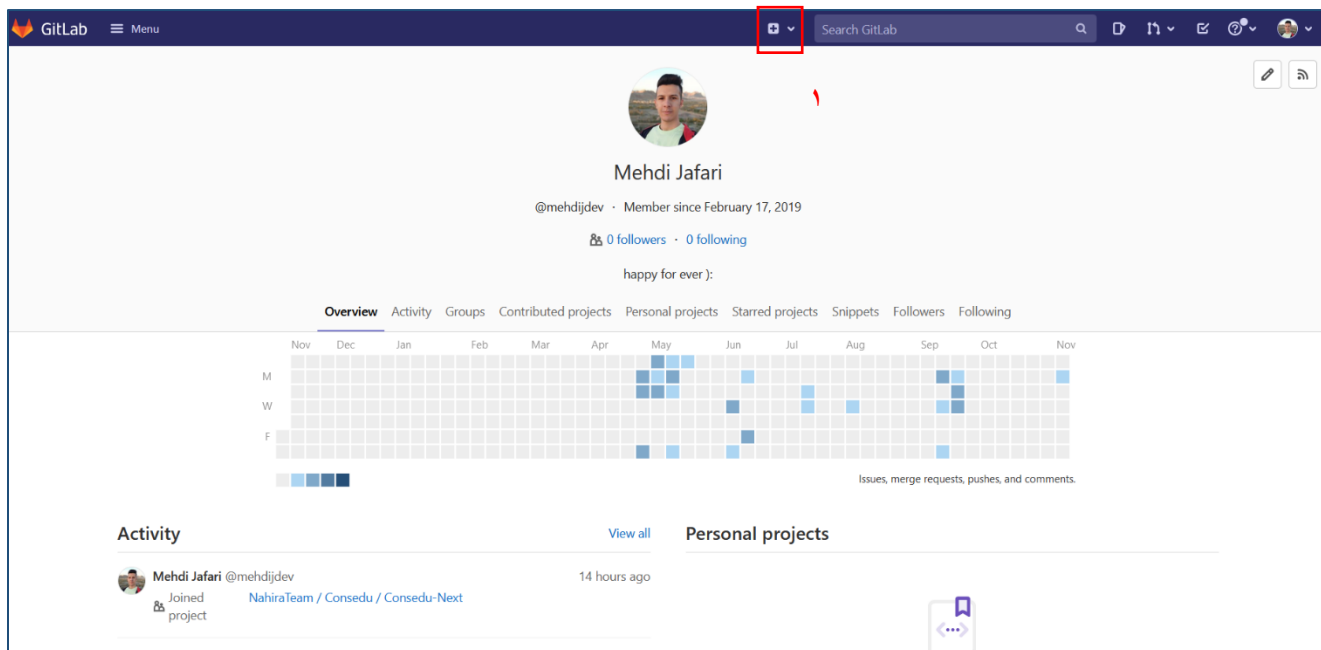 GitLab Menu Search GitLab
۱
Mehdi Jafari
@mehdijdev · Member since February 17, 2019
0 followers · 0 following
happy for ever ):
Overview Activity Groups Contributed projects Personal projects Starred projects Snippets Followers Following
Nov Dec Jan Feb Mar Apr May Jun Jul Aug Sep Oct Nov
M
W
F
Issues, merge requests, pushes, and comments.
Activity View all
Mehdi Jafari @mehdijdev 14 hours ago
Joined project NahiraTeam / Consedu / Consedu-Next
Personal projects